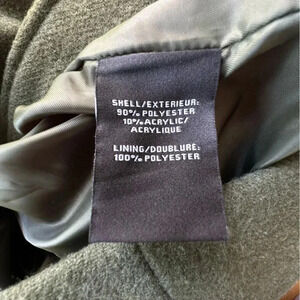 SHELL/EXTERIEUR:
90% POLYESTER
10% ACRYLIC/
ACRYLIQUE
LINING/DOUBLURE:
100% POLYESTER